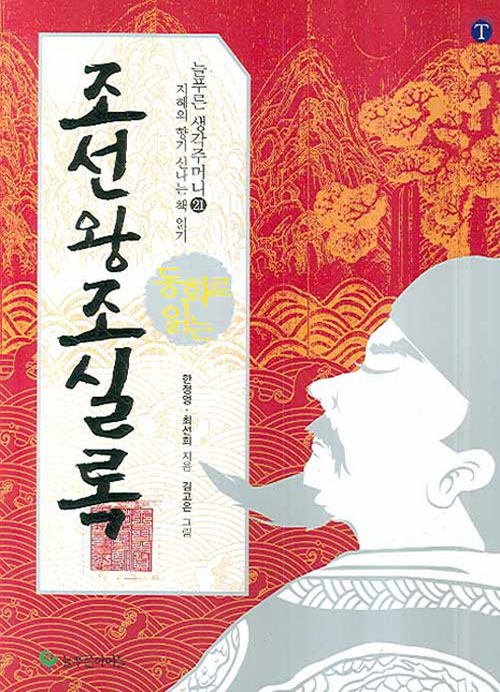 T
늘푸른 생각주머니 21
지혜의 향기 신나는 책 읽기
동화로
읽는
조선왕조실록
한정영·최선희 지음 김고은 그림
늘푸른아이들